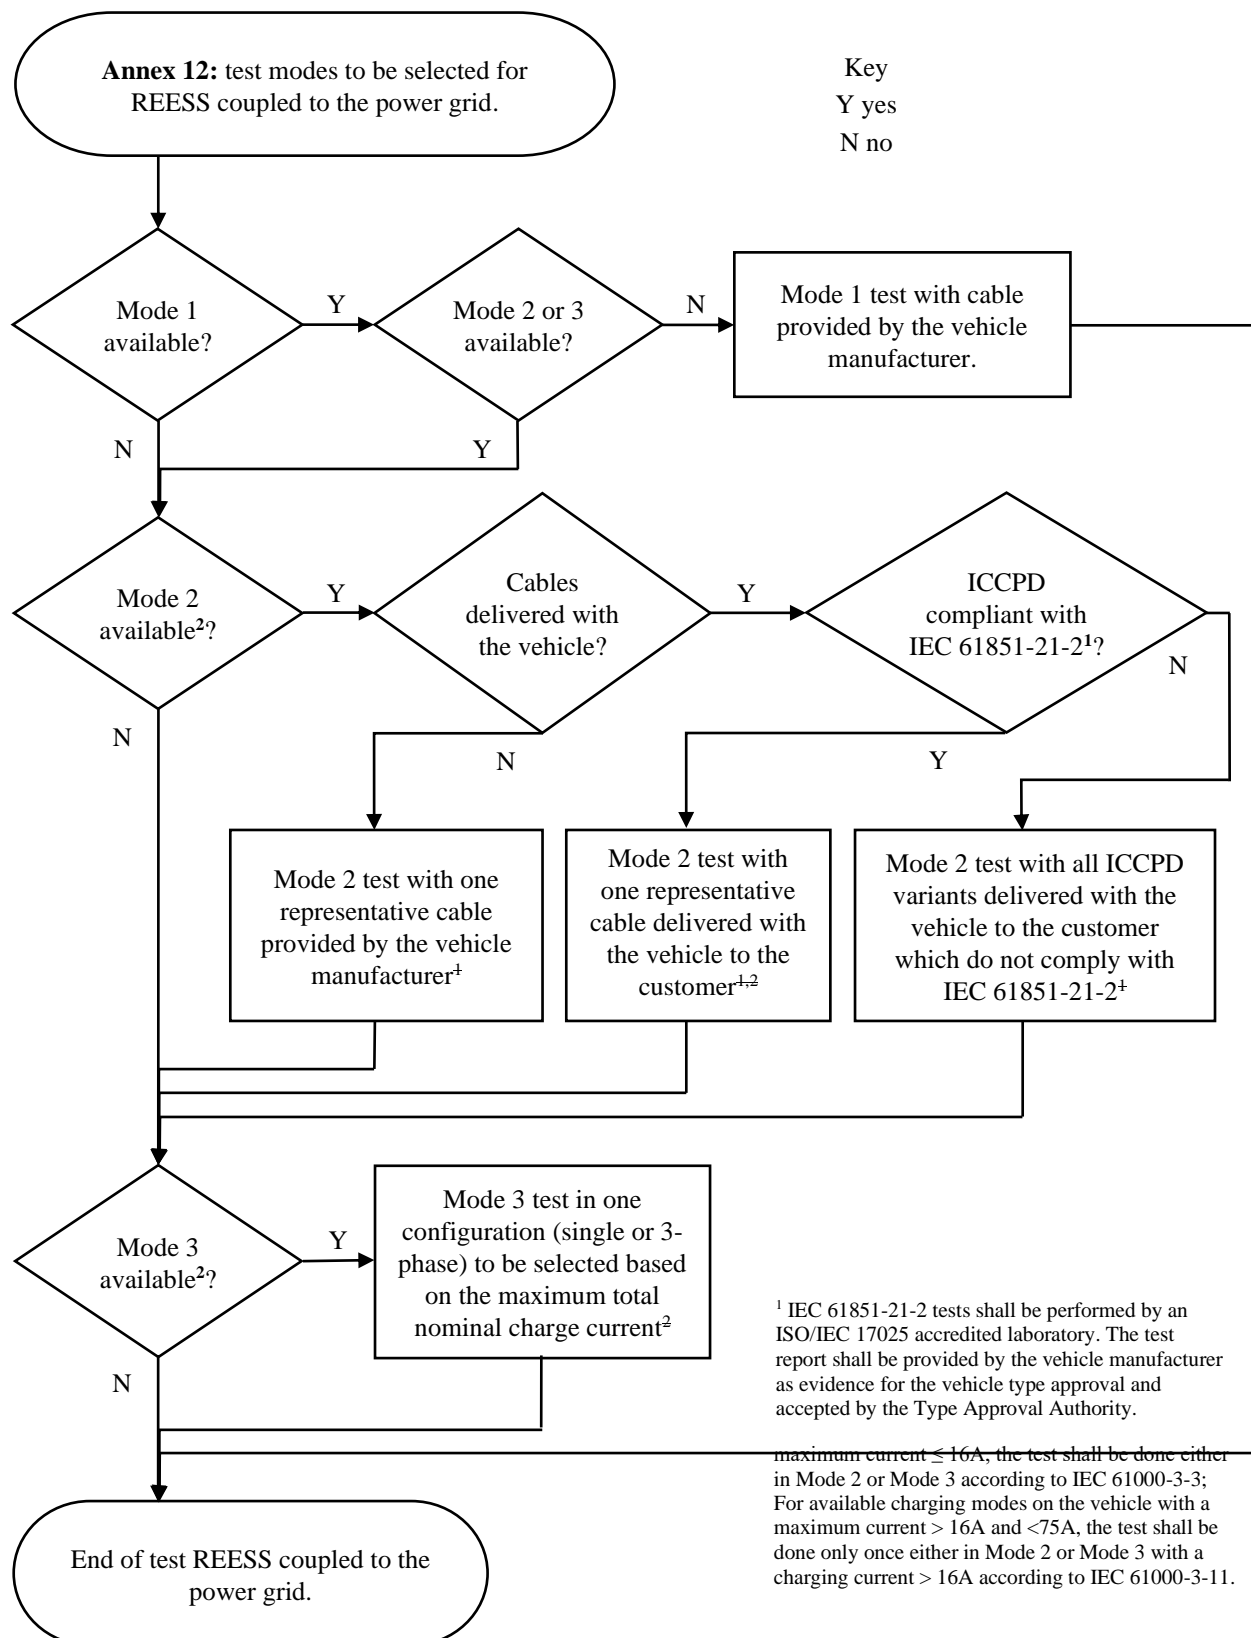 Annex 12: test modes to be selected for
REESS coupled to the power grid.
Key
Y yes
N no
Mode 1
available?
Y
Mode 2 or 3
available?
N
Mode 1 test with cable
provided by the vehicle
manufacturer.
N
Y
Mode 2
available²?
Y
Cables
delivered with
the vehicle?
Y
ICCPD
compliant with
IEC 61851-21-2¹?
N
N
N
Y
Mode 2 test with one
representative cable
provided by the vehicle
manufacturer¹
Mode 2 test with
one representative
cable delivered with
the vehicle to the
customer¹,²
Mode 2 test with all ICCPD
variants delivered with the
vehicle to the customer
which do not comply with
IEC 61851-21-2¹
Mode 3
available²?
Y
Mode 3 test in one
configuration (single or 3-
phase) to be selected based
on the maximum total
nominal charge current²
N
¹ IEC 61851-21-2 tests shall be performed by an
ISO/IEC 17025 accredited laboratory. The test
report shall be provided by the vehicle manufacturer
as evidence for the vehicle type approval and
accepted by the Type Approval Authority.
maximum current ≤ 16A, the test shall be done either
in Mode 2 or Mode 3 according to IEC 61000-3-3;
For available charging modes on the vehicle with a
maximum current > 16A and <75A, the test shall be
done only once either in Mode 2 or Mode 3 with a
charging current > 16A according to IEC 61000-3-11.
End of test REESS coupled to the
power grid.